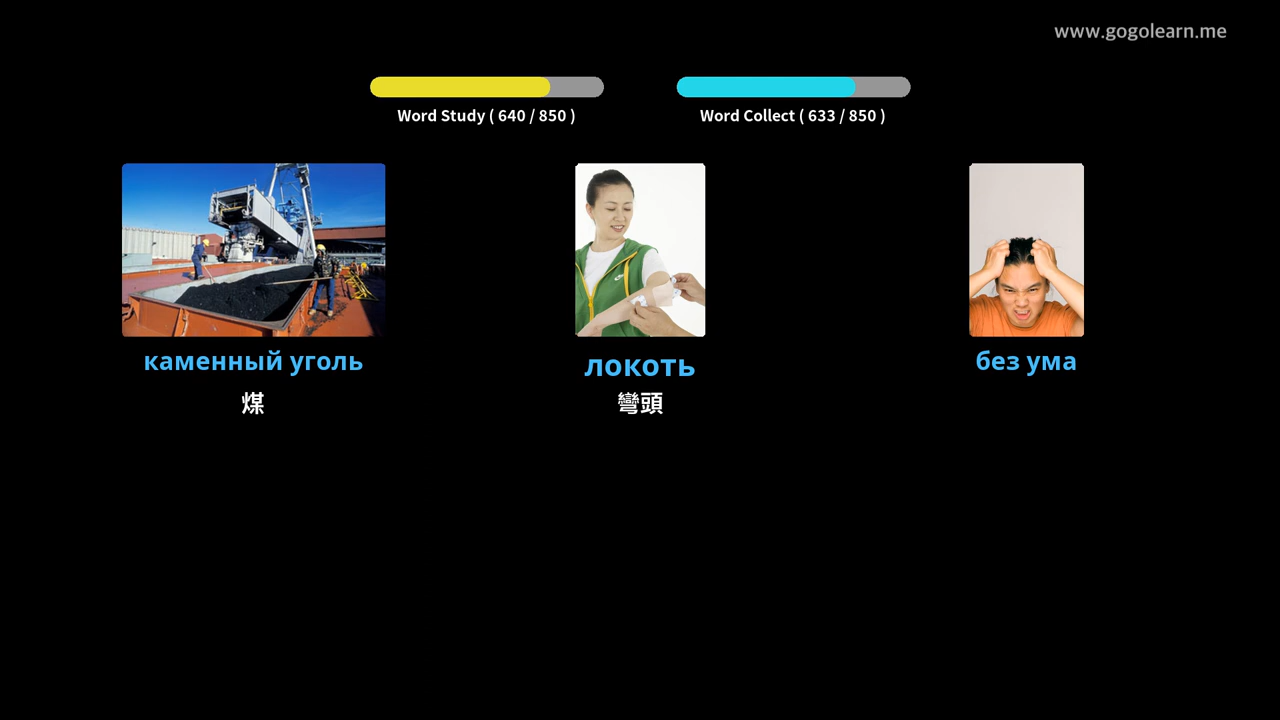 www.gogolearn.me
Word Study ( 640 / 850 )
Word Collect ( 633 / 850 )
каменный уголь
локоть
без ума
煤
彎頭